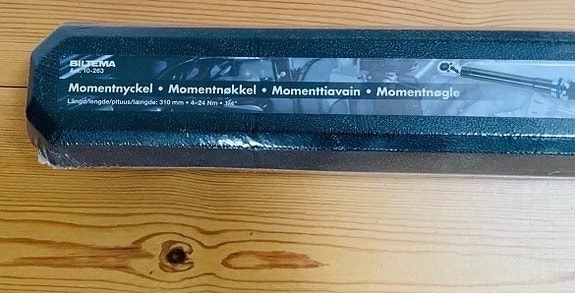 BILTEMA
Art. 10-263
Momentnyckel • Momentnøkkel • Momenttiavain • Momentnøgle
Längd/lengde/pituus/længde: 310 mm • 4–24 Nm • 1/4"